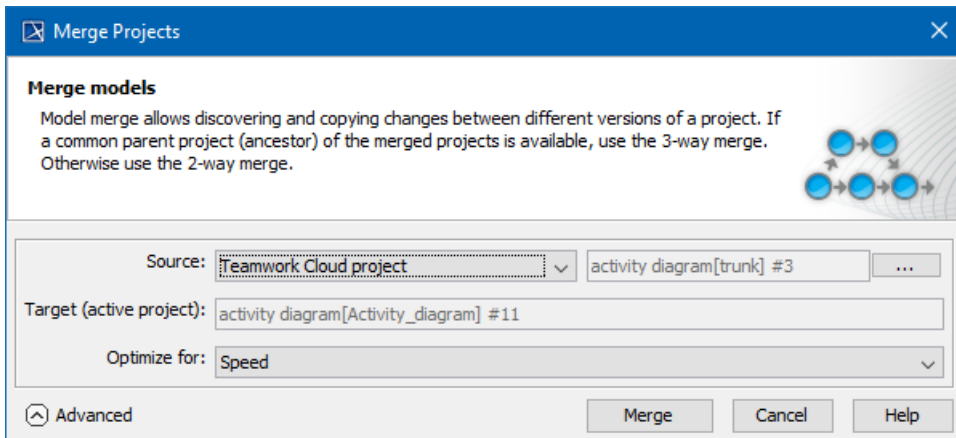 Merge Projects
Merge models
Model merge allows discovering and copying changes between different versions of a project. If
a common parent project (ancestor) of the merged projects is available, use the 3-way merge.
Otherwise use the 2-way merge.
Source: Teamwork Cloud project activity diagram[trunk] #3 ...
Target (active project): activity diagram[Activity_diagram] #11
Optimize for: Speed
Advanced Merge Cancel Help